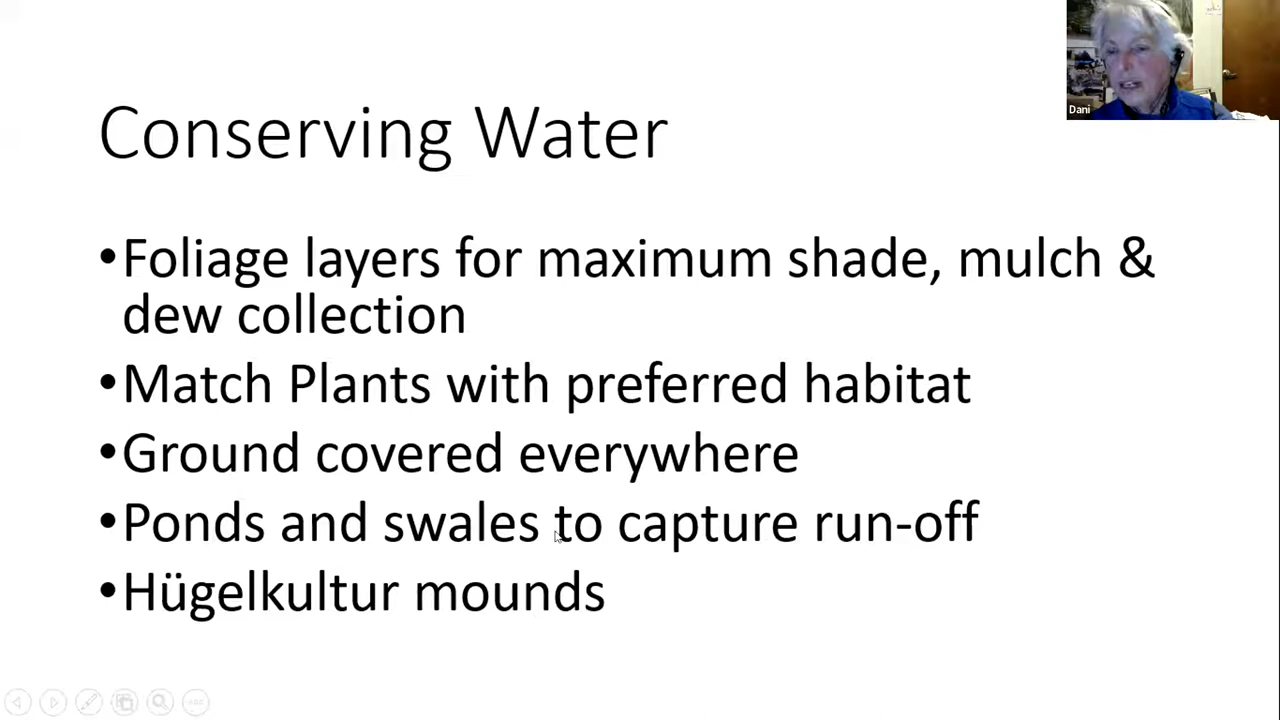 Dani
Conserving Water
•Foliage layers for maximum shade, mulch &
dew collection
•Match Plants with preferred habitat
•Ground covered everywhere
•Ponds and swales to capture run-off
•Hügelkultur mounds